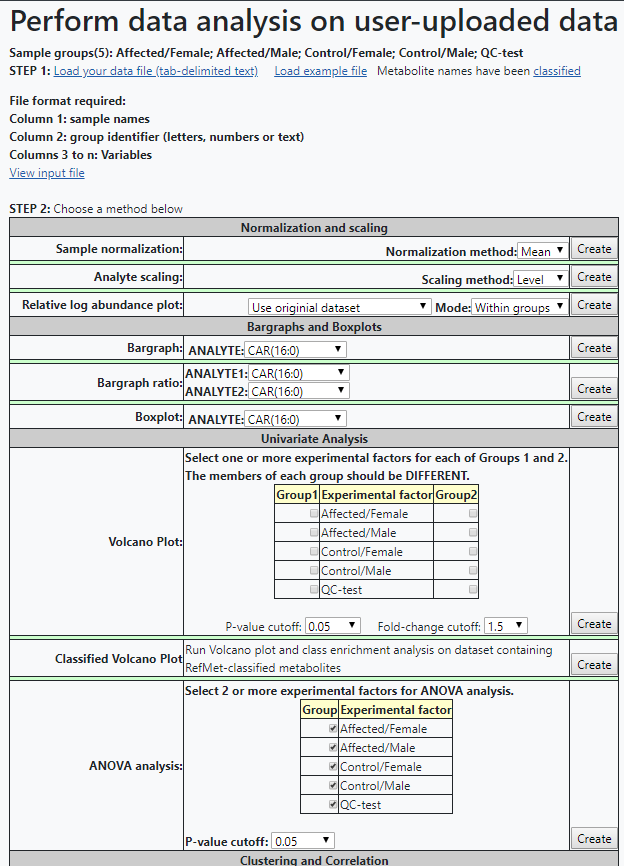 Perform data analysis on user-uploaded data
Sample groups(5): Affected/Female; Affected/Male; Control/Female; Control/Male; QC-test
STEP 1: Load your data file (tab-delimited text) Load example file Metabolite names have been classified
File format required:
Column 1: sample names
Column 2: group identifier (letters, numbers or text)
Columns 3 to n: Variables
View input file
STEP 2: Choose a method below
Normalization and scaling
Sample normalization: Normalization method: Mean Create
Analyte scaling: Scaling method: Level Create
Relative log abundance plot: Use originial dataset Mode: Within groups Create
Bargraphs and Boxplots
Bargraph: ANALYTE: CAR(16:0) Create
Bargraph ratio: ANALYTE1: CAR(16:0)
ANALYTE2: CAR(16:0) Create
Boxplot: ANALYTE: CAR(16:0) Create
Univariate Analysis
Select one or more experimental factors for each of Groups 1 and 2.
The members of each group should be DIFFERENT.
Group1 Experimental factor Group2
Affected/Female
Affected/Male
Volcano Plot:
Control/Female
Control/Male
QC-test
P-value cutoff: 0.05 Fold-change cutoff: 1.5 Create
Classified Volcano Plot Run Volcano plot and class enrichment analysis on dataset containing
RefMet-classified metabolites Create
Select 2 or more experimental factors for ANOVA analysis.
Group Experimental factor
Affected/Female
Affected/Male
ANOVA analysis: Control/Female
Control/Male
QC-test
P-value cutoff: 0.05 Create
Clustering and Correlation